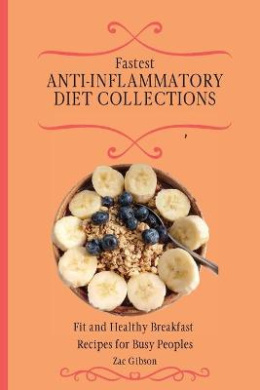 Fastest
ANTI-INFLAMMATORY
DIET COLLECTIONS
Fit and Healthy Breakfast
Recipes for Busy Peoples
Zac Gibson